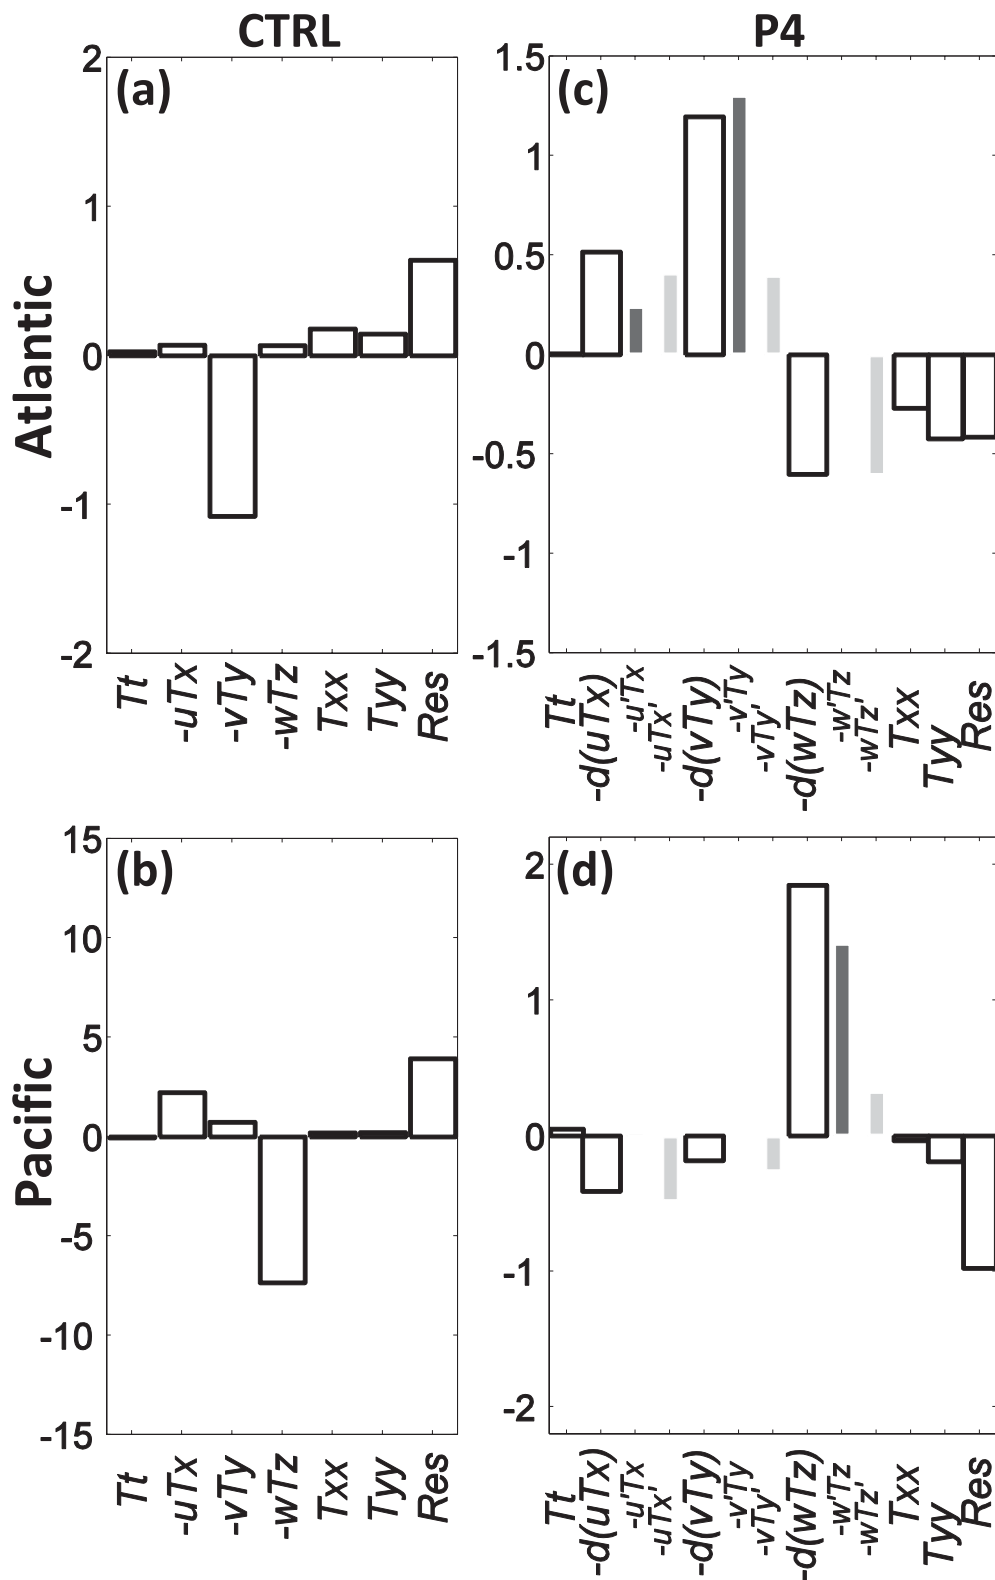 CTRL
P4
Atlantic
(a)
2
1
0
-1
-2
Tt
-uTx
-vTy
-wTz
Txx
Tyy
Res
(c)
1.5
1
0.5
0
-0.5
-1
-1.5
Tt
-d(uTx)
-u'Tx
-uTx'
-d(vTy)
-v'Ty
-vTy'
-d(wTz)
-w'Tz
-wTz'
Txx
Tyy
Res
Pacific
(b)
15
10
5
0
-5
-10
-15
Tt
-uTx
-vTy
-wTz
Txx
Tyy
Res
(d)
2
1
0
-1
-2
Tt
-d(uTx)
-u'Tx
-uTx'
-d(vTy)
-v'Ty
-vTy'
-d(wTz)
-w'Tz
-wTz'
Txx
Tyy
Res